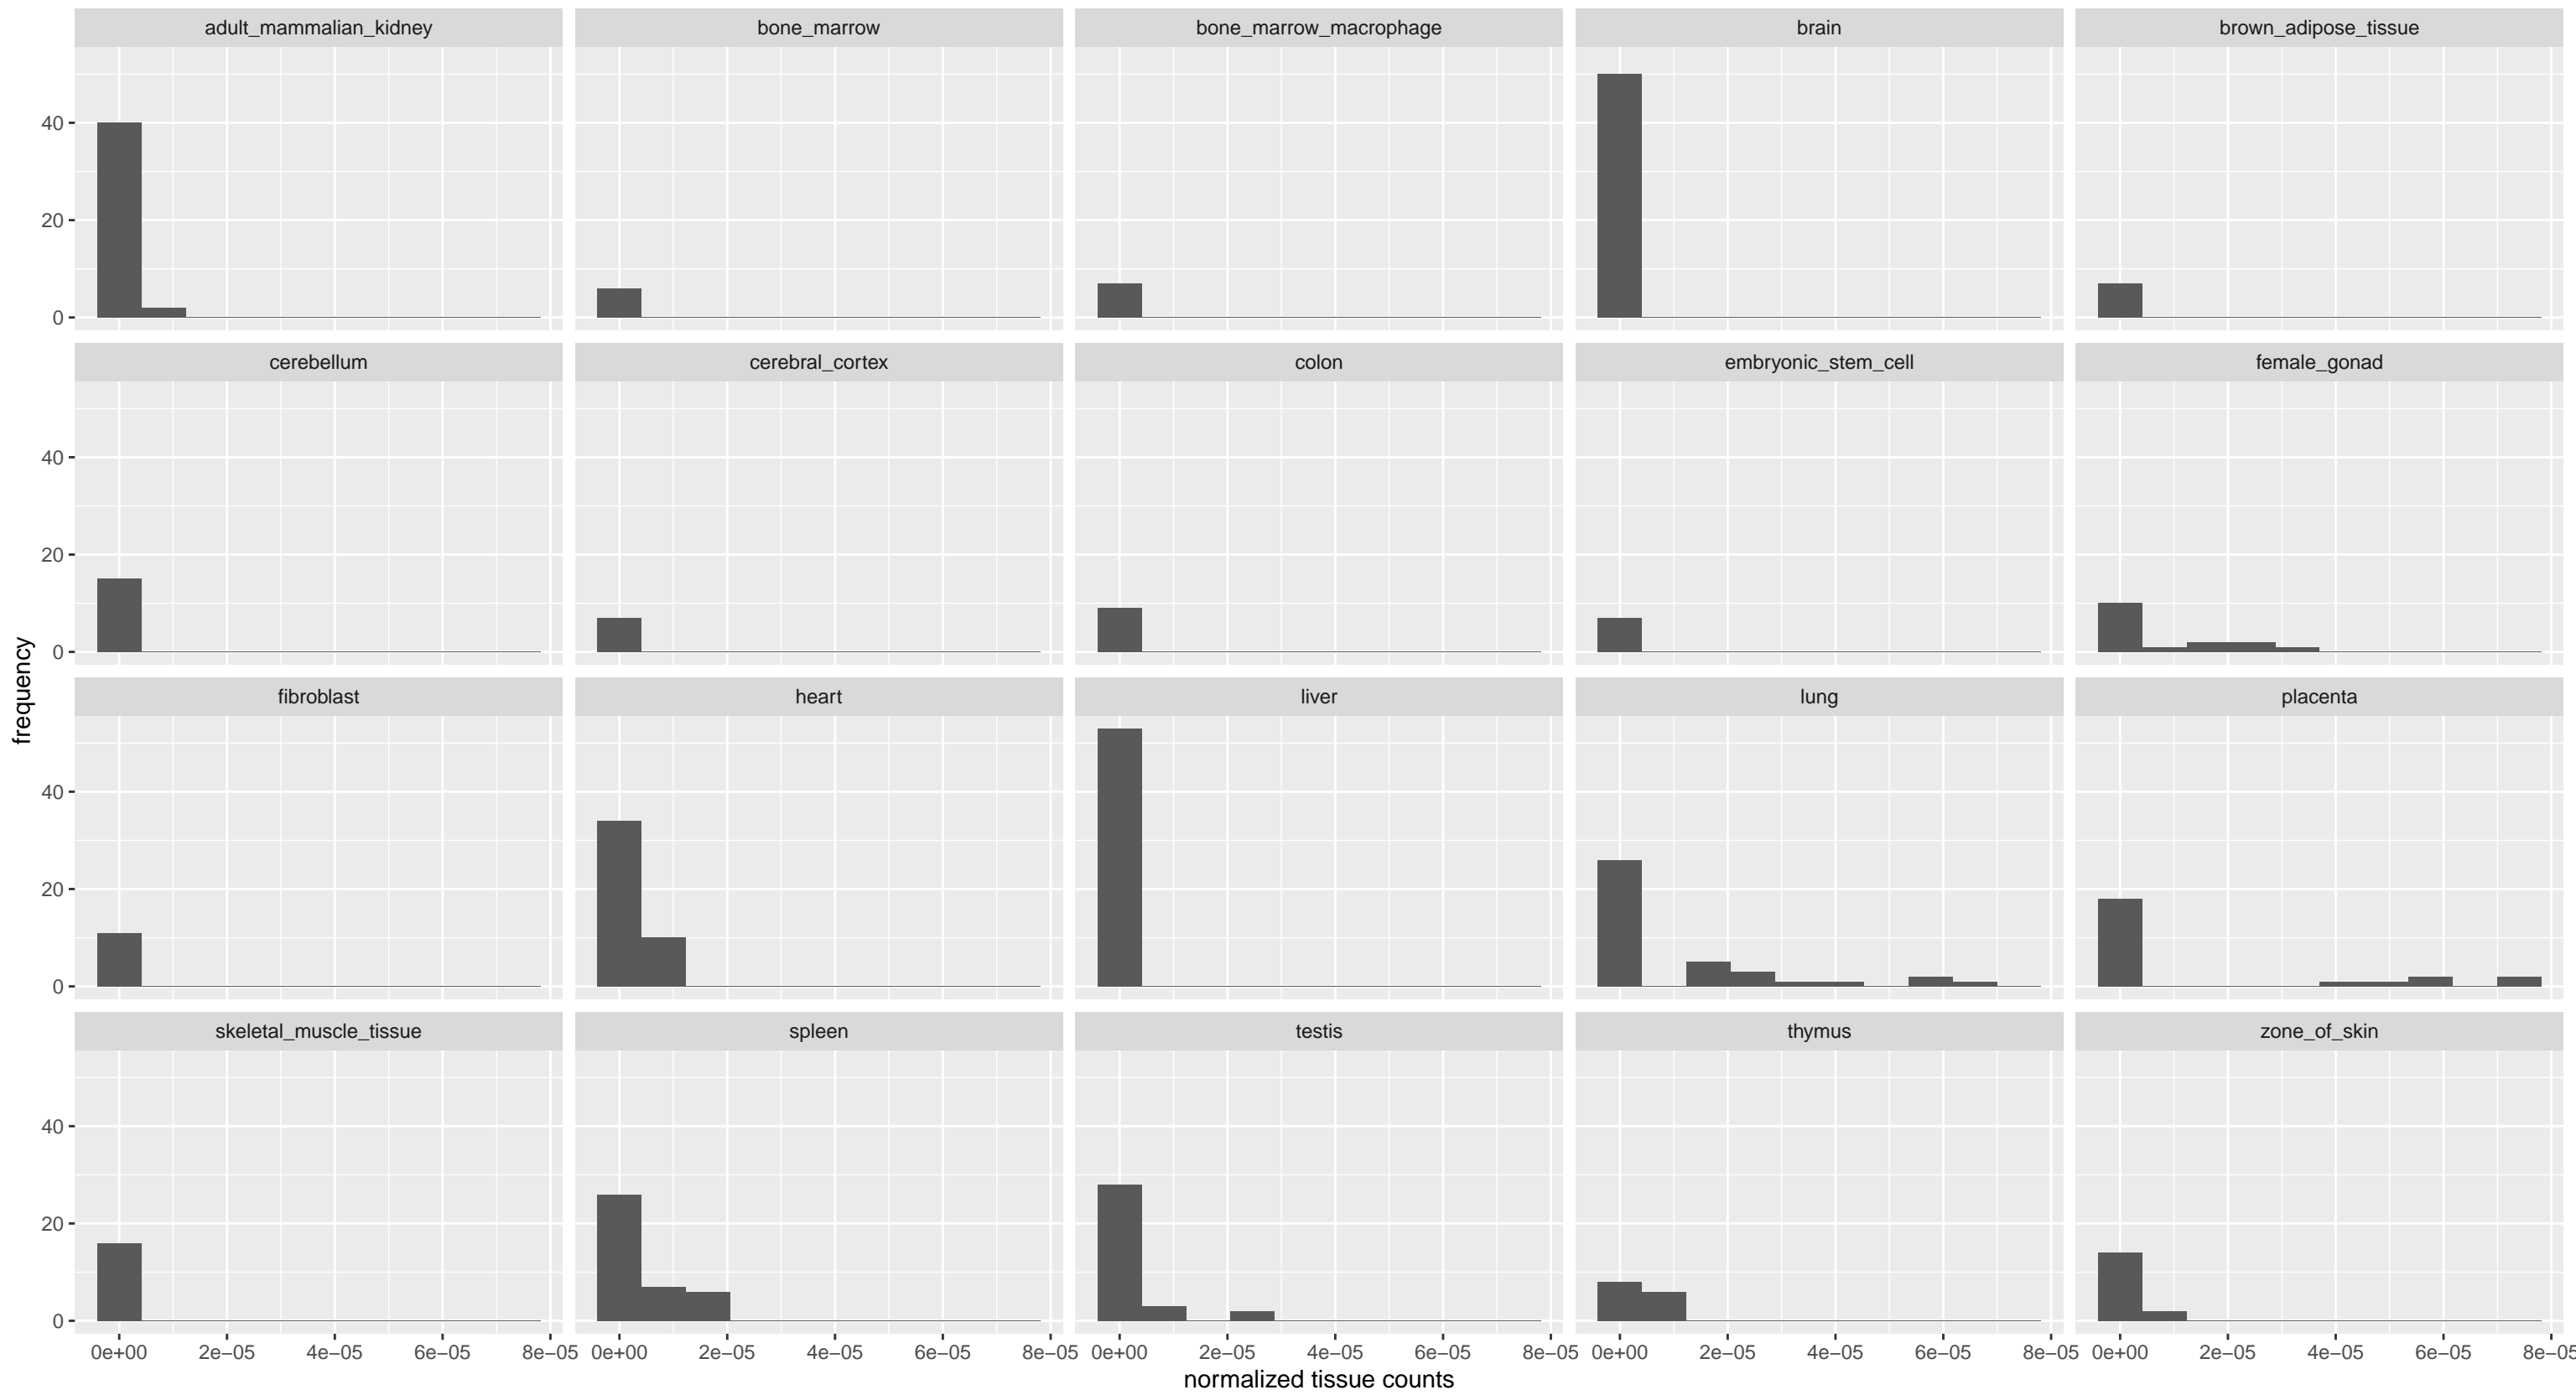 adult_mammalian_kidney
bone_marrow
bone_marrow_macrophage
brain
brown_adipose_tissue
40
20
0
cerebellum
cerebral_cortex
colon
embryonic_stem_cell
female_gonad
40
20
0
frequency
fibroblast
heart
liver
lung
placenta
40
20
0
skeletal_muscle_tissue
spleen
testis
thymus
zone_of_skin
40
20
0
0e+00 2e−05 4e−05 6e−05 8e−05
0e+00 2e−05 4e−05 6e−05 8e−05
0e+00 2e−05 4e−05 6e−05 8e−05
0e+00 2e−05 4e−05 6e−05 8e−05
0e+00 2e−05 4e−05 6e−05 8e−05
normalized tissue counts